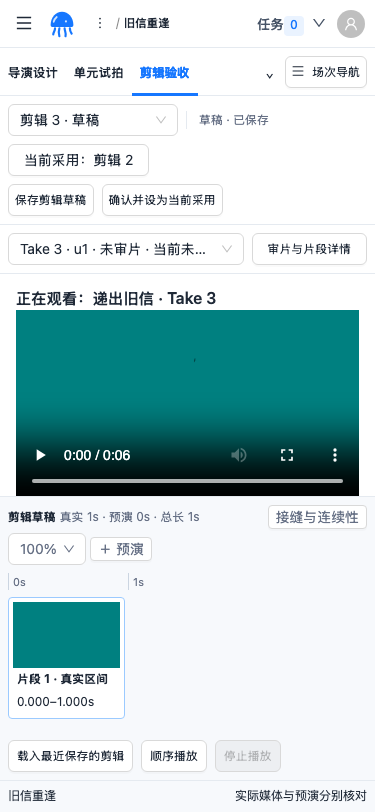 / 旧信重逢
任务 0
导演设计 单元试拍 剪辑验收
场次导航
剪辑 3 · 草稿
草稿 · 已保存
当前采用：剪辑 2
保存剪辑草稿
确认并设为当前采用
Take 3 · u1 · 未审片 · 当前未...
审片与片段详情
正在观看：递出旧信 · Take 3
0:00 / 0:06
剪辑草稿 真实 1s · 预演 0s · 总长 1s
接缝与连续性
100%
+ 预演
0s
1s
片段 1 · 真实区间
0.000–1.000s
载入最近保存的剪辑
顺序播放
停止播放
旧信重逢
实际媒体与预演分别核对